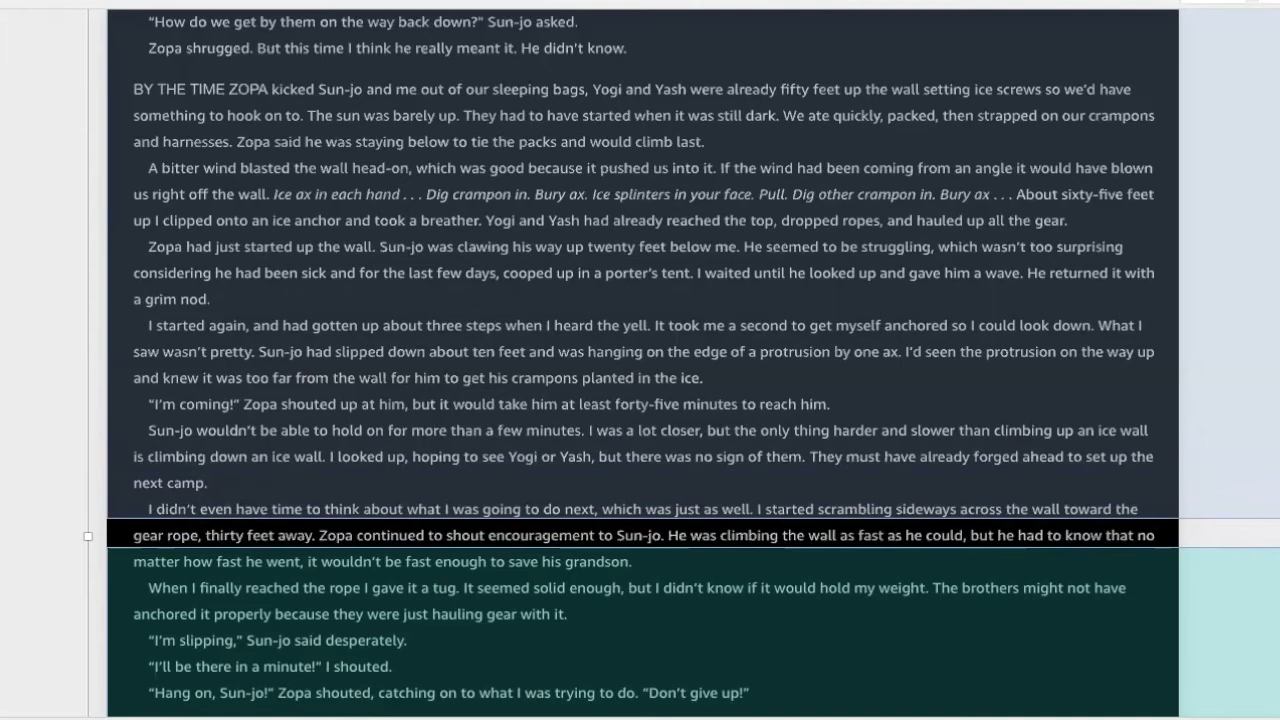 “How do we get by them on the way back down?” Sun-jo asked.
Zopa shrugged. But this time I think he really meant it. He didn’t know.
BY THE TIME ZOPA kicked Sun-jo and me out of our sleeping bags, Yogi and Yash were already fifty feet up the wall setting ice screws so we’d have
something to hook on to. The sun was barely up. They had to have started when it was still dark. We ate quickly, packed, then strapped on our crampons
and harnesses. Zopa said he was staying below to tie the packs and would climb last.
A bitter wind blasted the wall head-on, which was good because it pushed us into it. If the wind had been coming from an angle it would have blown
us right off the wall. Ice ax in each hand . . . Dig crampon in. Bury ax. Ice splinters in your face. Pull. Dig other crampon in. Bury ax . . . About sixty-five feet
up I clipped onto an ice anchor and took a breather. Yogi and Yash had already reached the top, dropped ropes, and hauled up all the gear.
Zopa had just started up the wall. Sun-jo was clawing his way up twenty feet below me. He seemed to be struggling, which wasn’t too surprising
considering he had been sick and for the last few days, cooped up in a porter’s tent. I waited until he looked up and gave him a wave. He returned it with
a grim nod.
I started again, and had gotten up about three steps when I heard the yell. It took me a second to get myself anchored so I could look down. What I
saw wasn’t pretty. Sun-jo had slipped down about ten feet and was hanging on the edge of a protrusion by one ax. I’d seen the protrusion on the way up
and knew it was too far from the wall for him to get his crampons planted in the ice.
“I’m coming!” Zopa shouted up at him, but it would take him at least forty-five minutes to reach him.
Sun-jo wouldn’t be able to hold on for more than a few minutes. I was a lot closer, but the only thing harder and slower than climbing up an ice wall
is climbing down an ice wall. I looked up, hoping to see Yogi or Yash, but there was no sign of them. They must have already forged ahead to set up the
next camp.
I didn’t even have time to think about what I was going to do next, which was just as well. I started scrambling sideways across the wall toward the
gear rope, thirty feet away. Zopa continued to shout encouragement to Sun-jo. He was climbing the wall as fast as he could, but he had to know that no
matter how fast he went, it wouldn’t be fast enough to save his grandson.
When I finally reached the rope I gave it a tug. It seemed solid enough, but I didn’t know if it would hold my weight. The brothers might not have
anchored it properly because they were just hauling gear with it.
“I’m slipping,” Sun-jo said desperately.
“I’ll be there in a minute!” I shouted.
“Hang on, Sun-jo!” Zopa shouted, catching on to what I was trying to do. “Don’t give up!”